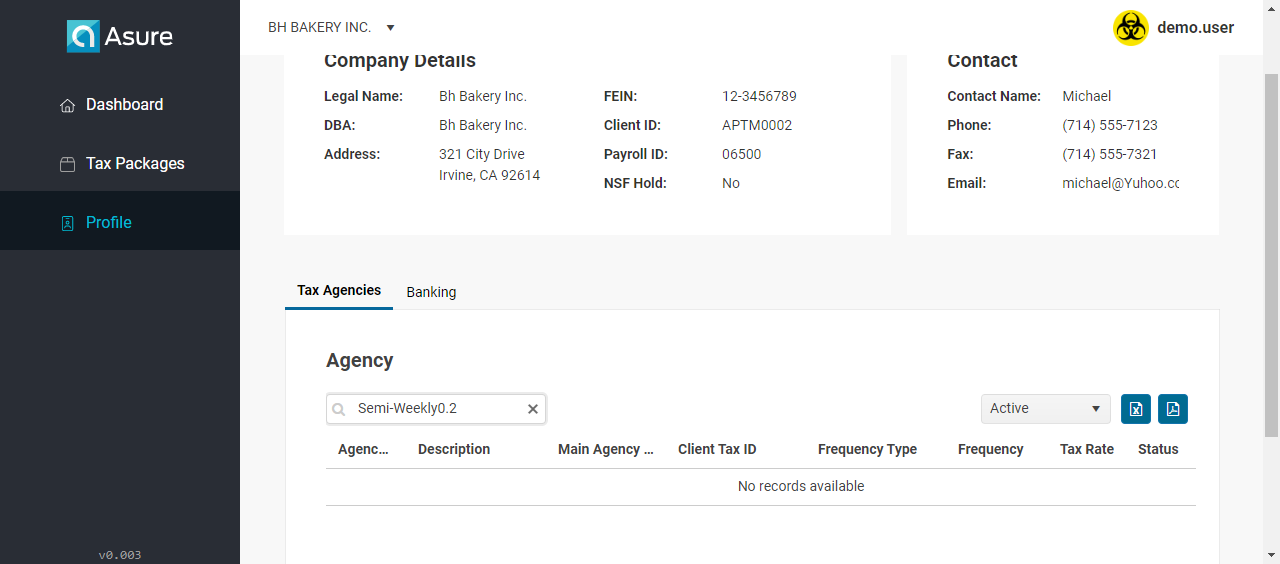 Asure
Dashboard
Tax Packages
Profile
v0.003
BH BAKERY INC.
demo.user
Company Details
Legal Name: Bh Bakery Inc.
DBA: Bh Bakery Inc.
Address: 321 City Drive
Irvine, CA 92614
FEIN: 12-3456789
Client ID: APTM0002
Payroll ID: 06500
NSF Hold: No
Contact
Contact Name: Michael
Phone: (714) 555-7123
Fax: (714) 555-7321
Email: michael@Yuhoo.cc
Tax Agencies Banking
Agency
Semi-Weekly0.2
Active
Agenc... Description Main Agency ... Client Tax ID Frequency Type Frequency Tax Rate Status
No records available